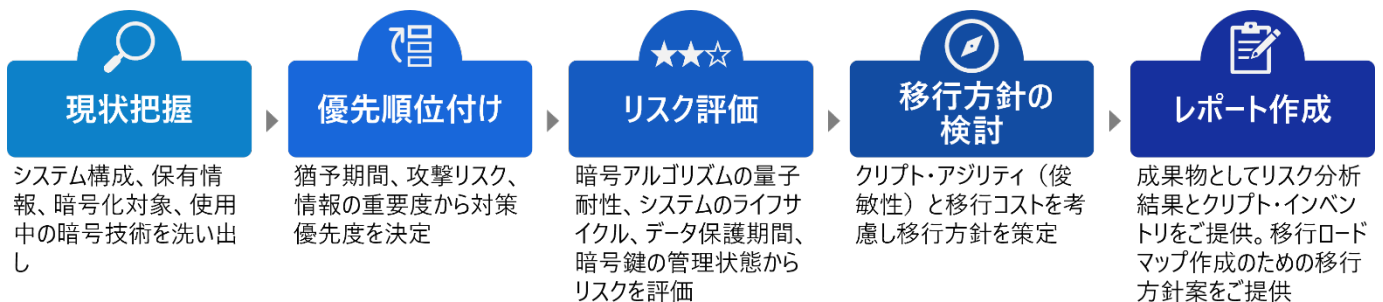 現状把握
システム構成、保有情
報、暗号化対象、使用
中の暗号技術を洗い出
し
優先順位付け
猶予期間、攻撃リスク、
情報の重要度から対策
優先度を決定
リスク評価
暗号アルゴリズムの量子
耐性、システムのライフサ
イクル、データ保護期間、
暗号鍵の管理状態から
リスクを評価
移行方針の
検討
クリプト・アジリティ（俊
敏性）と移行コストを考
慮し移行方針を策定
レポート作成
成果物としてリスク分析
結果とクリプト・インベン
トリをご提供。移行ロード
マップ作成のための移行
方針案をご提供